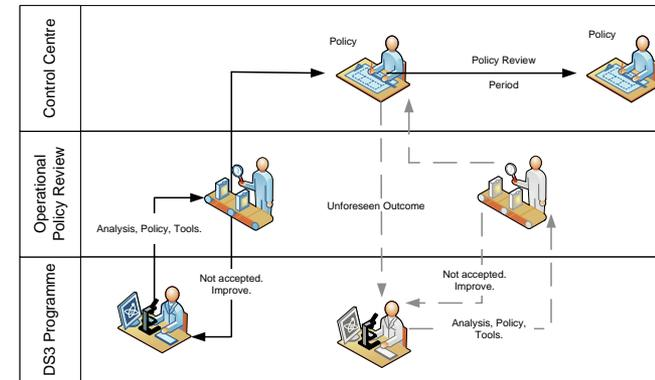 Control Centre
Policy
Policy Review
Period
Policy
Operational
Policy Review
Analysis, Policy, Tools.
Unforeseen Outcome
DS3 Programme
Not accepted.
Improve.
Not accepted.
Improve.
Analysis, Policy,
Tools.